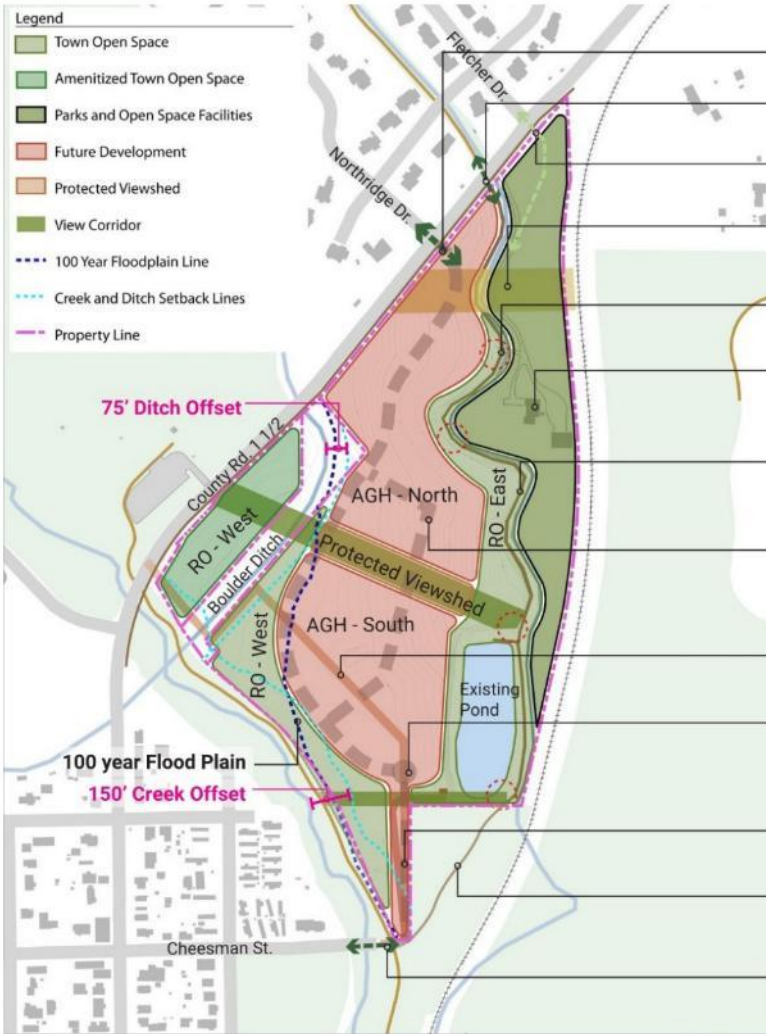 Legend
Town Open Space
Amenitized Town Open Space
Parks and Open Space Facilities
Future Development
Protected Viewshed
View Corridor
100 Year Floodplain Line
Creek and Ditch Setback Lines
Property Line
Fletcher Dr.
Northridge Dr.
75' Ditch Offset
County Rd. 1 1/2
RO - West
Boulder Ditch
AGH - North
RO - East
Protected Viewshed
AGH - South
RO - West
Existing
Pond
100 year Flood Plain
150' Creek Offset
Cheesman St.